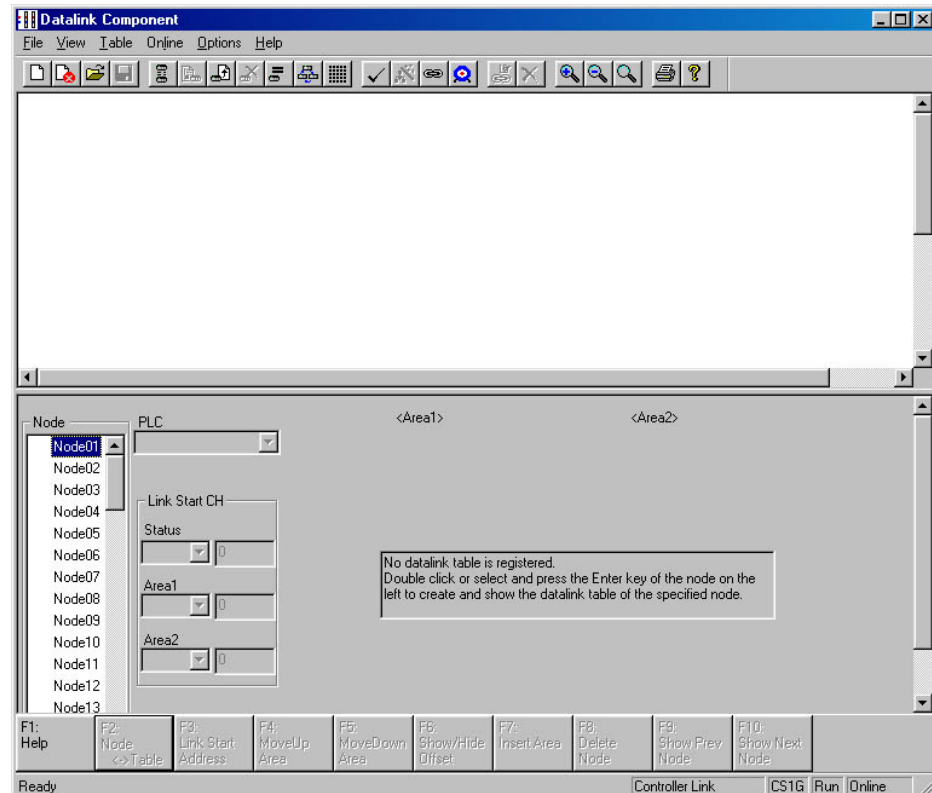 Datalink Component
File View Table Online Options Help
<Area1> <Area2>
Node
PLC
Node01
Node02
Node03
Node04
Node05
Node06
Node07
Node08
Node09
Node10
Node11
Node12
Node13
Link Start CH
Status
0
Area1
0
Area2
0
No datalink table is registered.
Double click or select and press the Enter key of the node on the
left to create and show the datalink table of the specified node.
F1:
Help
F2:
Node
<->Table
F3:
Link Start
Address
F4:
MoveUp
Area
F5:
MoveDown
Area
F6:
Show/Hide
Offset
F7:
Insert Area
F8:
Delete
Node
F9:
Show Prev
Node
F10:
Show Next
Node
Ready
Controller Link CS1G Run Online